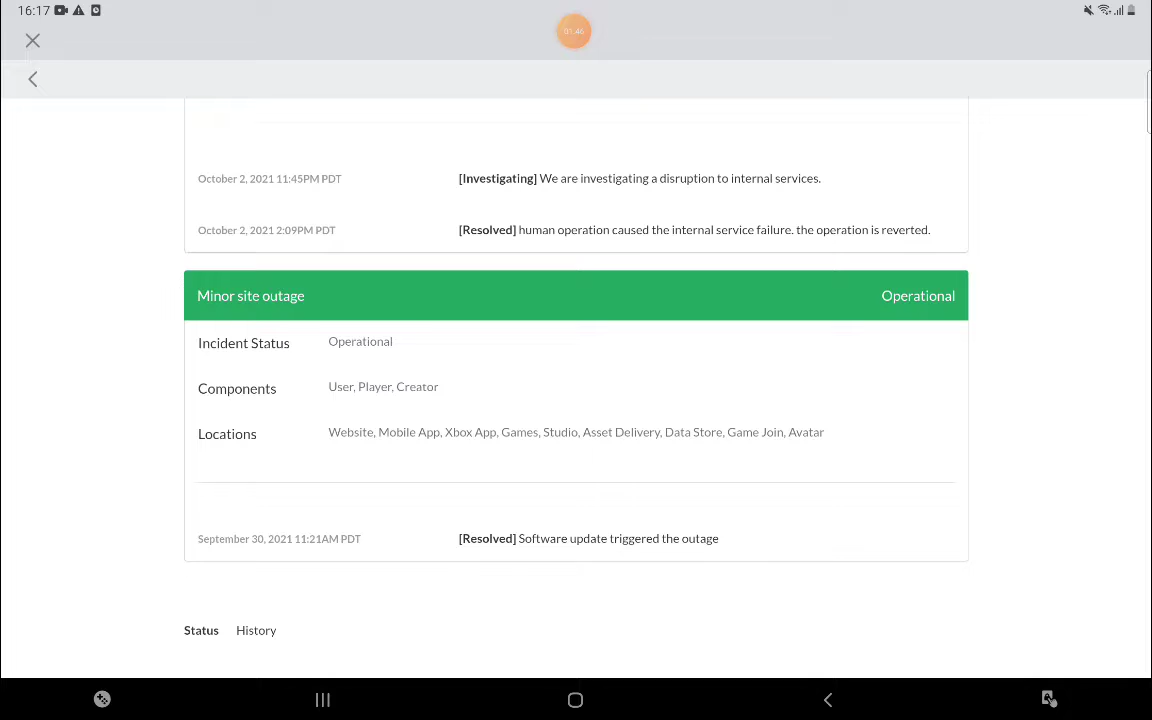 16:17
01:46
October 2, 2021 11:45PM PDT [Investigating] We are investigating a disruption to internal services.
October 2, 2021 2:09PM PDT [Resolved] human operation caused the internal service failure. the operation is reverted.
Minor site outage Operational
Incident Status Operational
Components User, Player, Creator
Locations Website, Mobile App, Xbox App, Games, Studio, Asset Delivery, Data Store, Game Join, Avatar
September 30, 2021 11:21AM PDT [Resolved] Software update triggered the outage
Status History